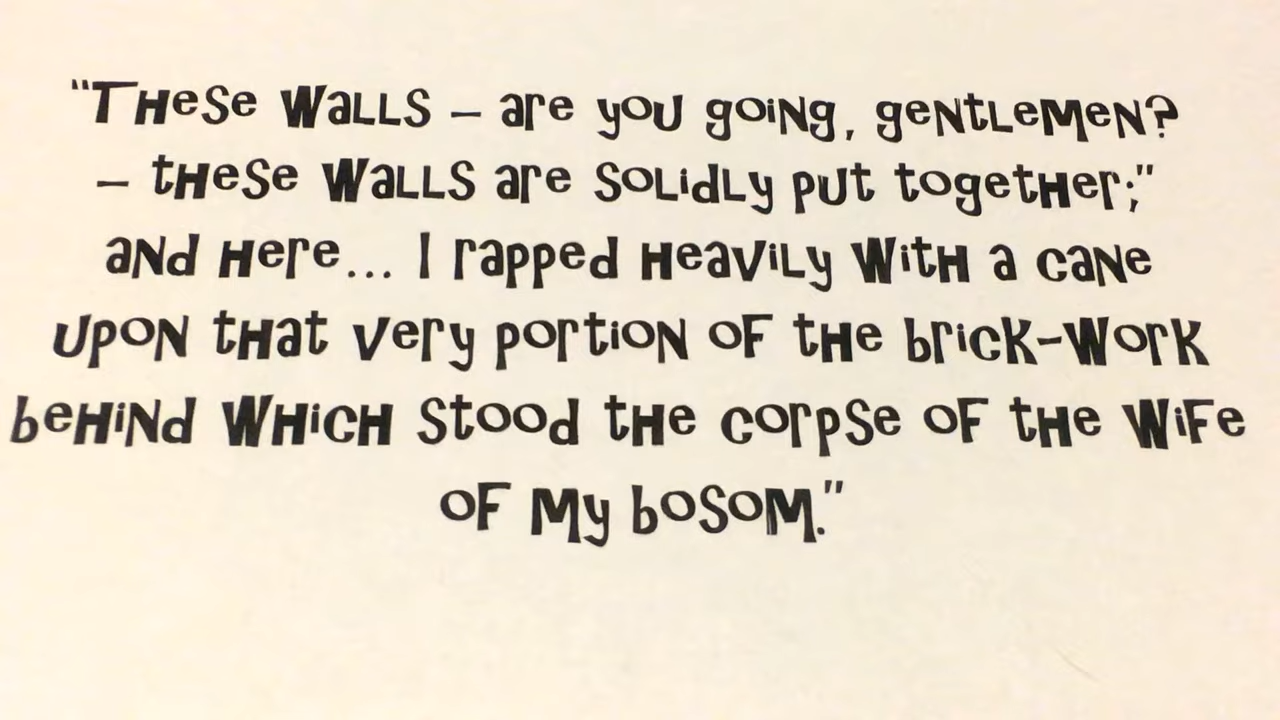 "These walls – are you going, gentlemen?
– these walls are solidly put together;"
and here... I rapped heavily with a cane
upon that very portion of the brick-work
behind which stood the corpse of the wife
of my bosom."